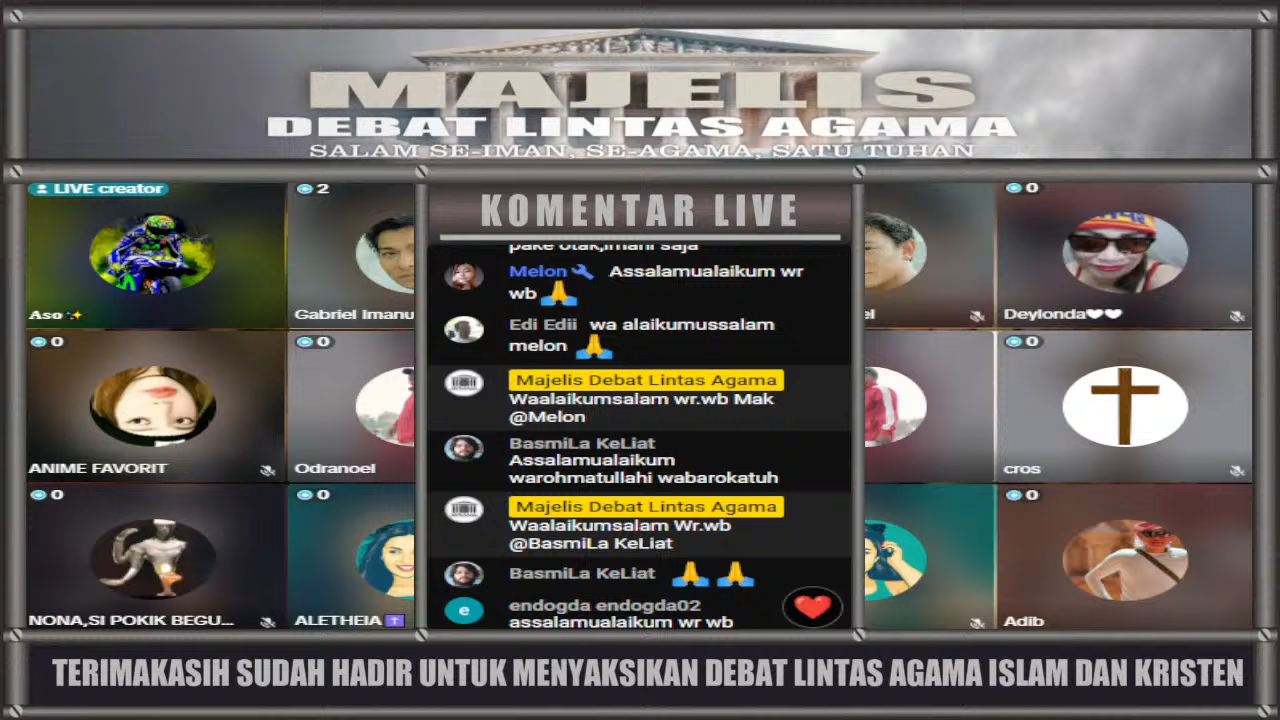 MAJELIS
DEBAT LINTAS AGAMA
SALAM SE-IMAN, SE-AGAMA, SATU TUHAN
LIVE creator
Aso
2
Gabriel Imanu
0
Deylonda
0
ANIME FAVORIT
0
Odranoel
0
cros
0
NONA,SI POKIK BEGU...
0
ALETHEIA
0
Adib
KOMENTAR LIVE
pake otak,imani saja
Melon Assalamualaikum wr
wb 🙏
Edi Edii wa alaikumussalam
melon 🙏
Majelis Debat Lintas Agama
Waalaikumsalam wr.wb Mak
@Melon
BasmiLa KeLiat
Assalamualaikum
warohmatullahi wabarokatuh
Majelis Debat Lintas Agama
Waalaikumsalam Wr.wb
@BasmiLa KeLiat
BasmiLa KeLiat 🙏 🙏
e
endogda endogda02
assalamualaikum wr wb
TERIMAKASIH SUDAH HADIR UNTUK MENYAKSIKAN DEBAT LINTAS AGAMA ISLAM DAN KRISTEN